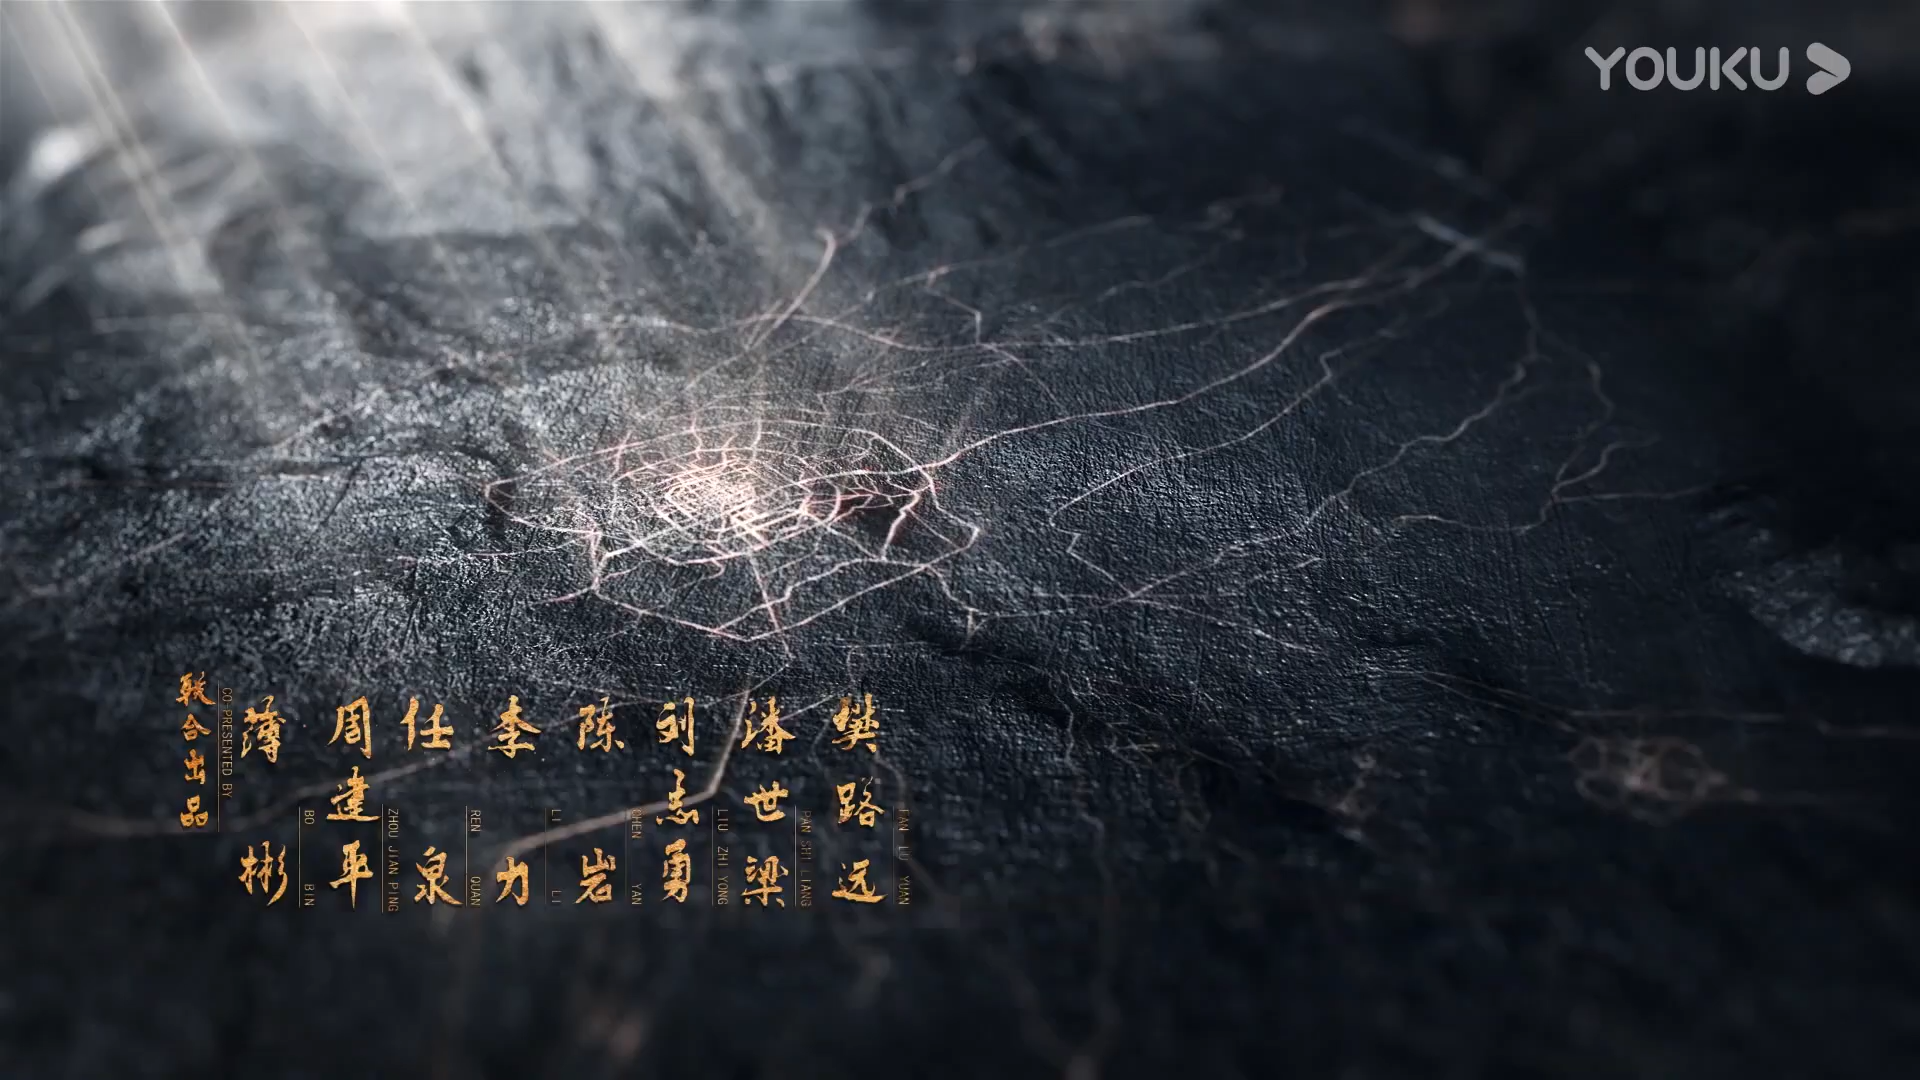 YOUKU
联合出品
CO-PRESENTED BY
薄彬
BO BIN
周建平
ZHOU JIAN PING
任泉
REN QUAN
李力
LI LI
陈岩
CHEN YAN
刘志勇
LIU ZHI YONG
潘世梁
PAN SHI LIANG
樊路远
FAN LU YUAN